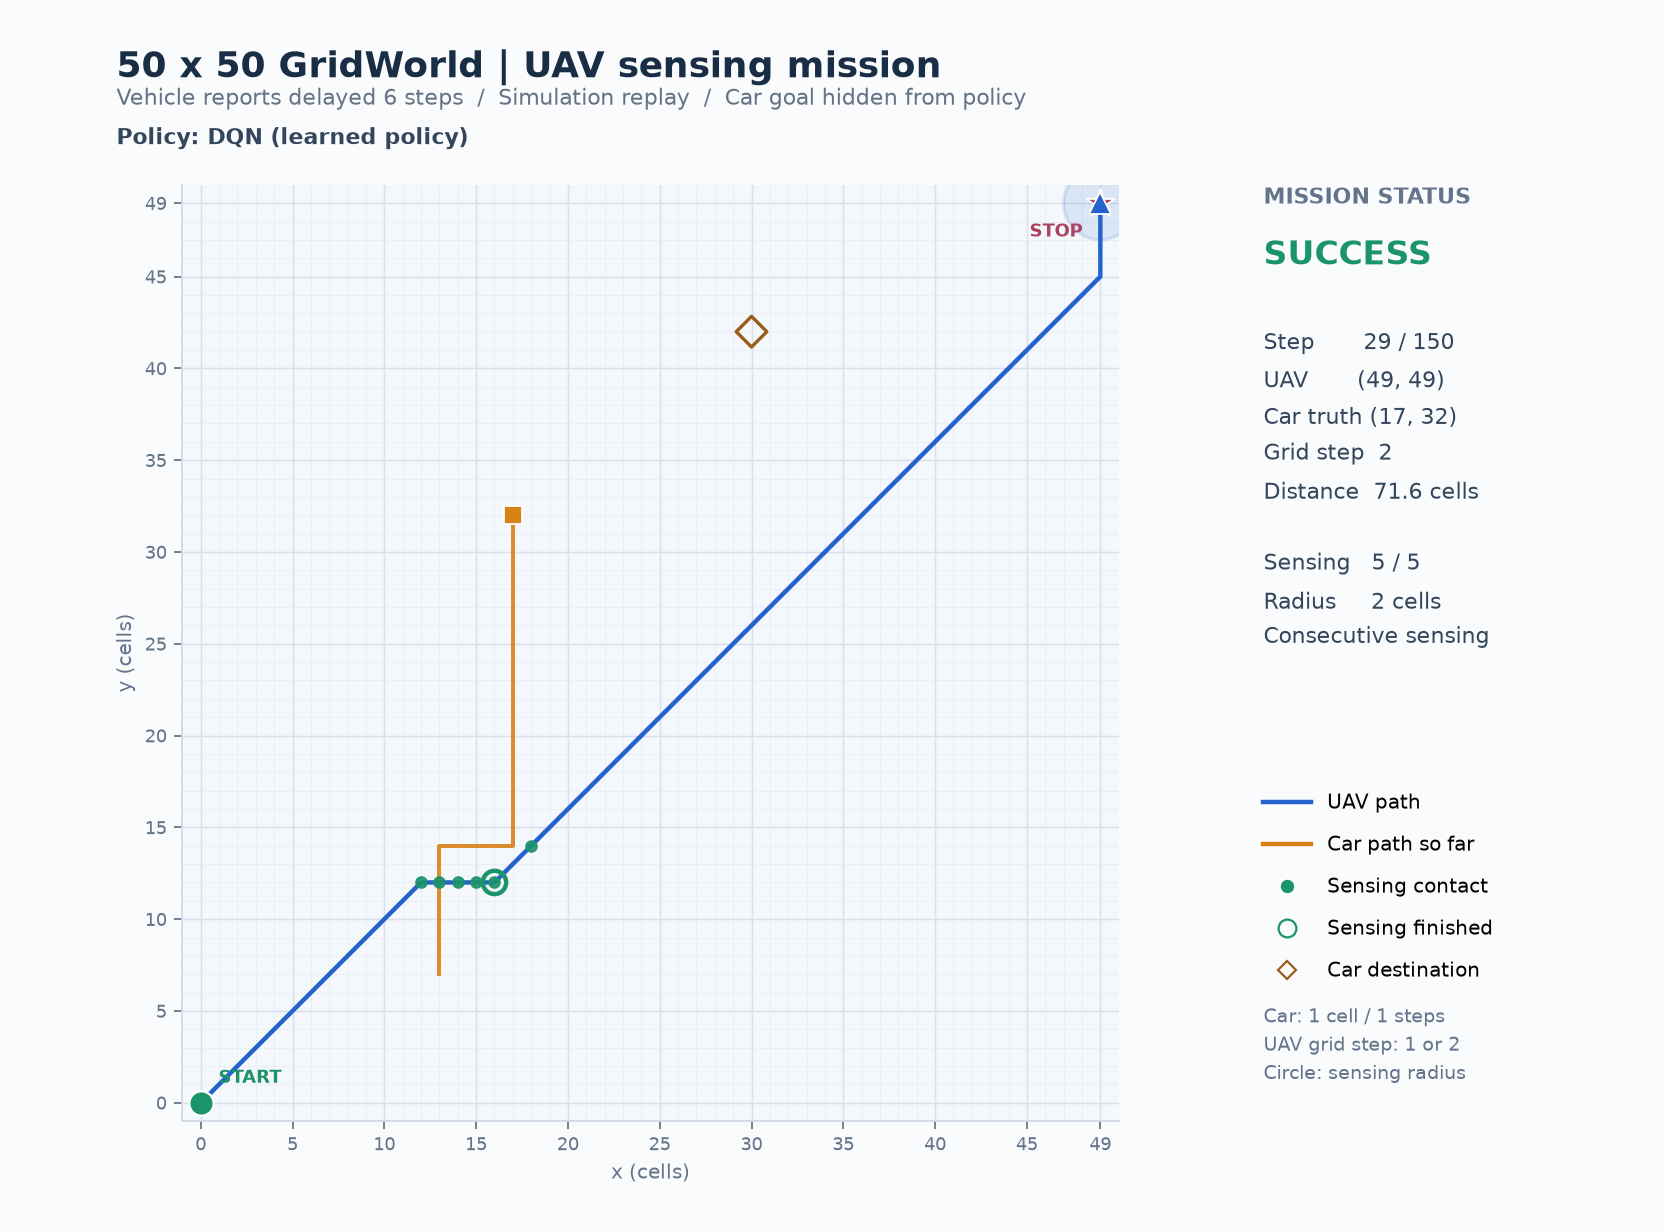 50 x 50 GridWorld | UAV sensing mission
Vehicle reports delayed 6 steps / Simulation replay / Car goal hidden from policy
Policy: DQN (learned policy)
MISSION STATUS
SUCCESS
Step 29 / 150
UAV (49, 49)
Car truth (17, 32)
Grid step 2
Distance 71.6 cells
Sensing 5 / 5
Radius 2 cells
Consecutive sensing
49
45
40
35
30
25
20
15
10
5
0
y (cells)
STOP
START
0 5 10 15 20 25 30 35 40 45 49
x (cells)
UAV path
Car path so far
Sensing contact
Sensing finished
Car destination
Car: 1 cell / 1 steps
UAV grid step: 1 or 2
Circle: sensing radius